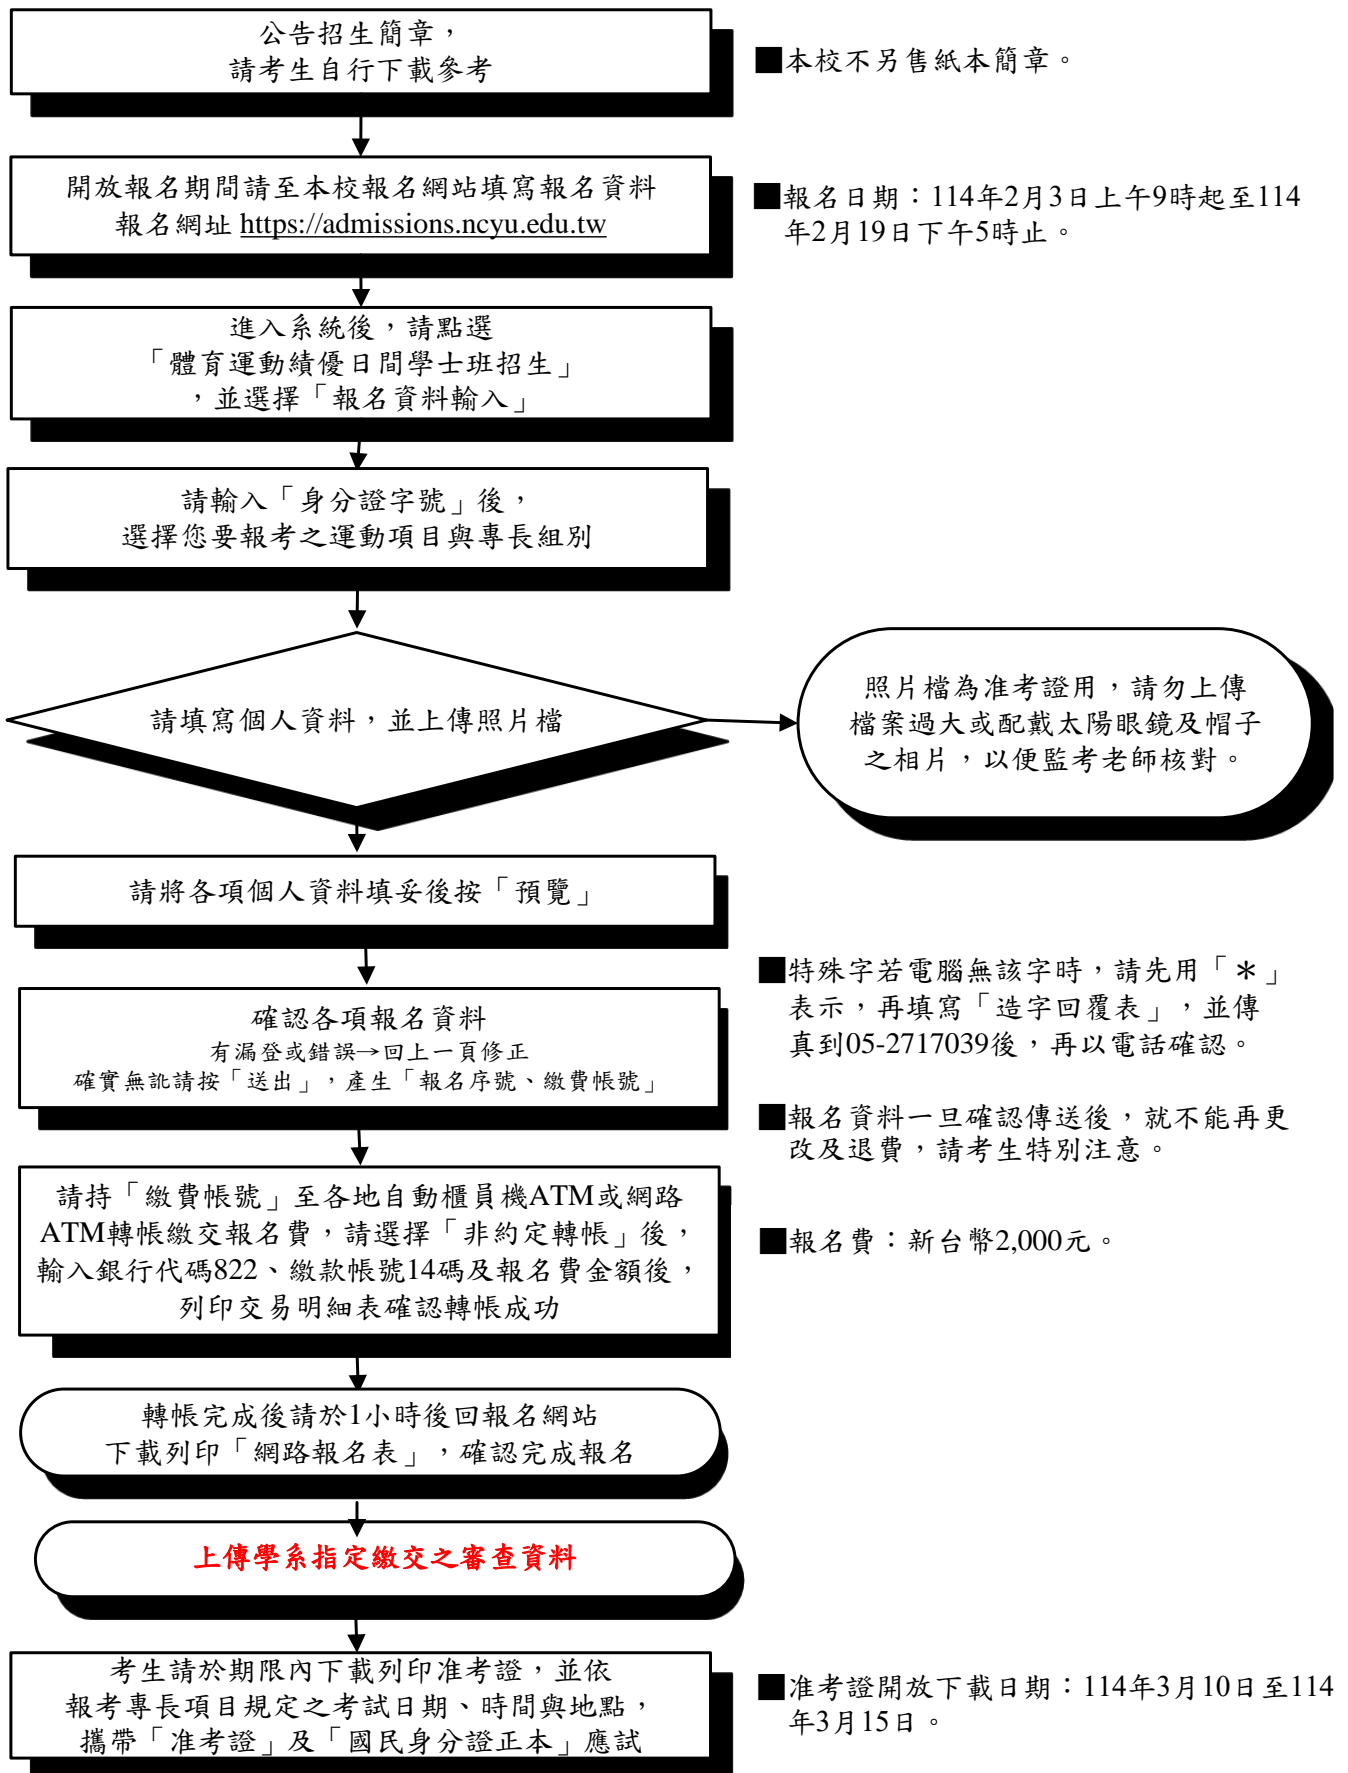 公告招生簡章，
請考生自行下載參考
■本校不另售紙本簡章。
開放報名期間請至本校報名網站填寫報名資料
報名網址 https://admissions.ncyu.edu.tw
■報名日期：114年2月3日上午9時起至114
年2月19日下午5時止。
進入系統後，請點選
「體育運動績優日間學士班招生」
，並選擇「報名資料輸入」
請輸入「身分證字號」後，
選擇您要報考之運動項目與專長組別
請填寫個人資料，並上傳照片檔
照片檔為准考證用，請勿上傳
檔案過大或配戴太陽眼鏡及帽子
之相片，以便監考老師核對。
請將各項個人資料填妥後按「預覽」
■特殊字若電腦無該字時，請先用「＊」
表示，再填寫「造字回覆表」，並傳
真到05-2717039後，再以電話確認。
確認各項報名資料
有漏登或錯誤→回上一頁修正
確實無訛請按「送出」，產生「報名序號、繳費帳號」
■報名資料一旦確認傳送後，就不能再更
改及退費，請考生特別注意。
請持「繳費帳號」至各地自動櫃員機ATM或網路
ATM轉帳繳交報名費，請選擇「非約定轉帳」後，
輸入銀行代碼822、繳款帳號14碼及報名費金額後，
列印交易明細表確認轉帳成功
■報名費：新台幣2,000元。
轉帳完成後請於1小時後回報名網站
下載列印「網路報名表」，確認完成報名
上傳學系指定繳交之審查資料
考生請於期限內下載列印准考證，並依
報考專長項目規定之考試日期、時間與地點，
攜帶「准考證」及「國民身分證正本」應試
■准考證開放下載日期：114年3月10日至114
年3月15日。